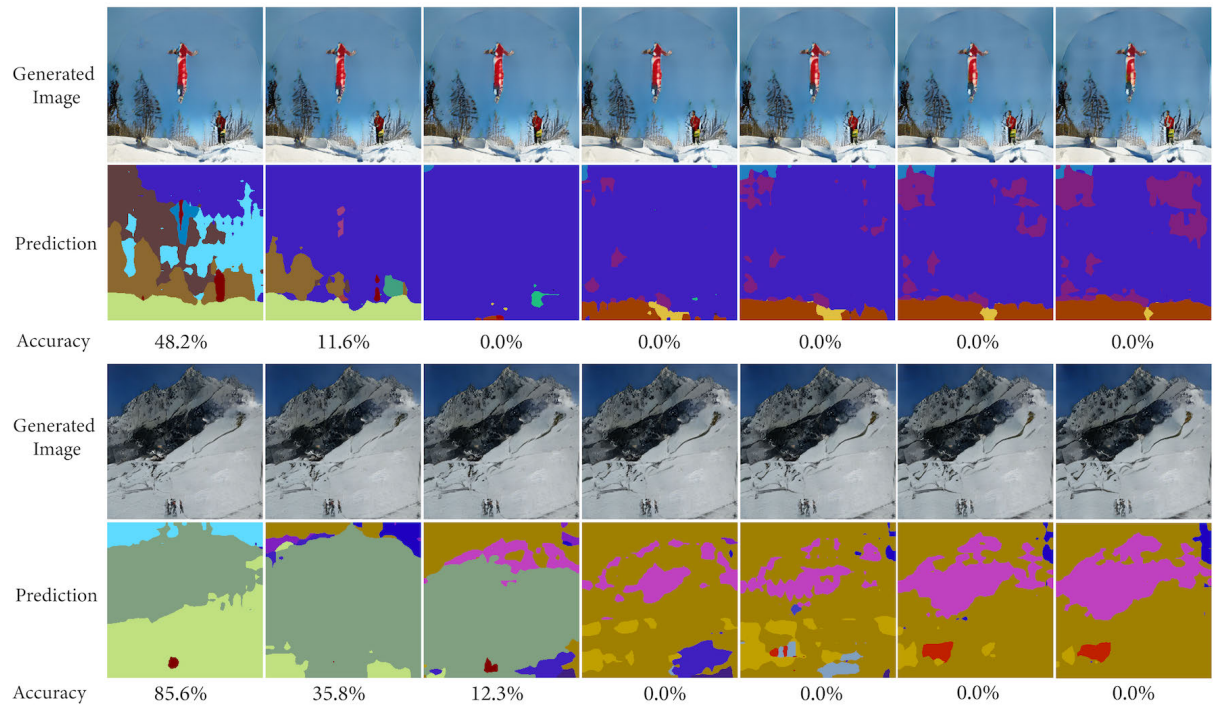 Generated
Image
Prediction
Accuracy 48.2% 11.6% 0.0% 0.0% 0.0% 0.0% 0.0%
Generated
Image
Prediction
Accuracy 85.6% 35.8% 12.3% 0.0% 0.0% 0.0% 0.0%